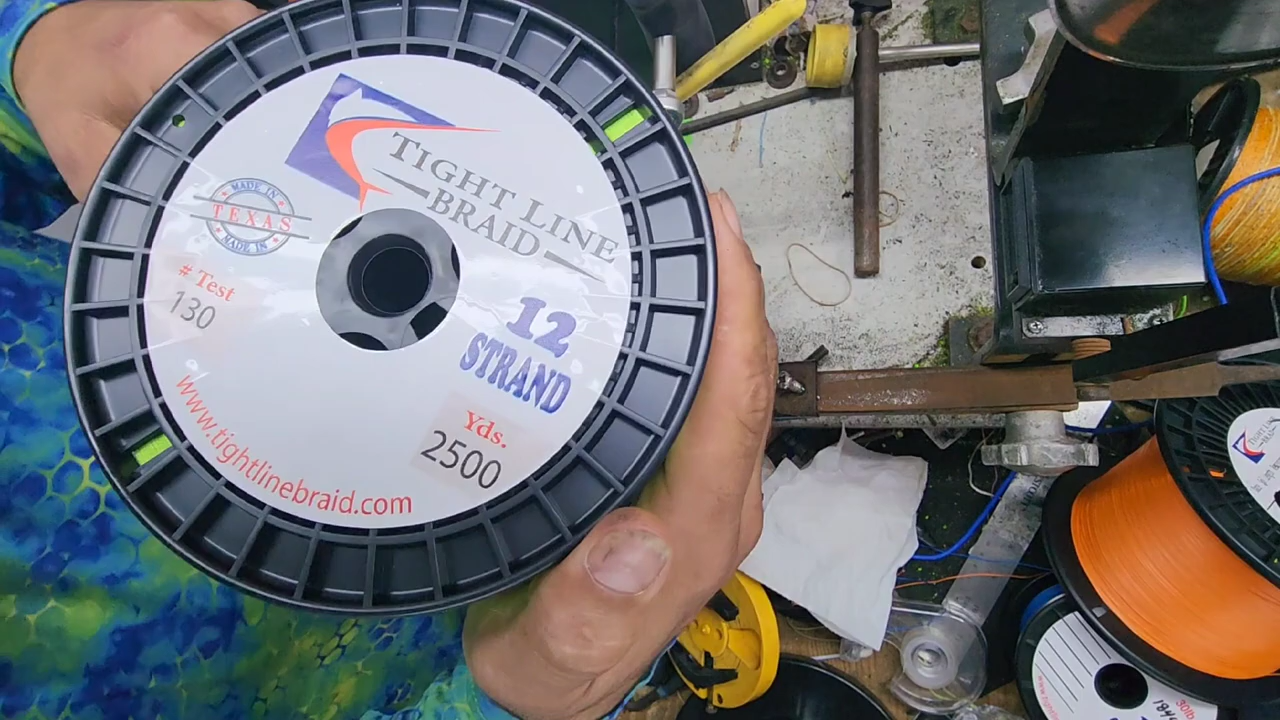 TIGHT LINE
BRAID
MADE IN
TEXAS
MADE IN
# Test
130
12
STRAND
Yds.
2500
www.tightlinebraid.com